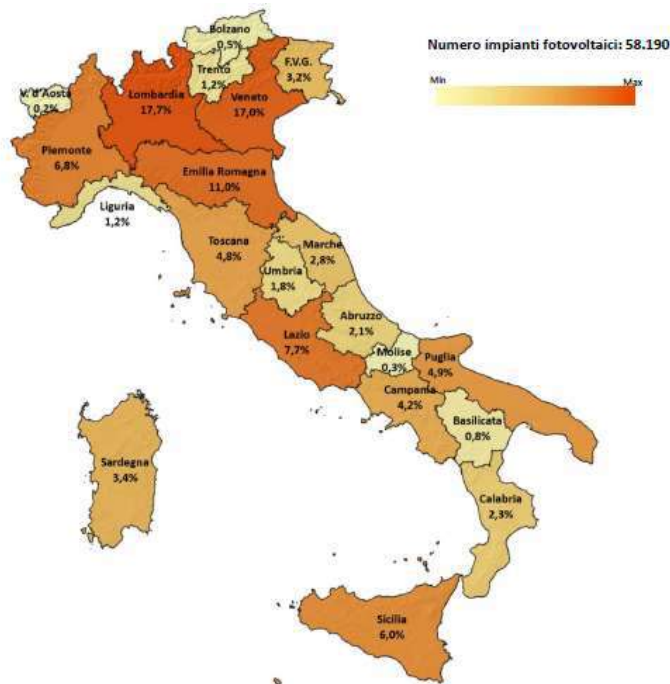 Numero impianti fotovoltaici: 58.190
Min
Max
Bolzano
0,5%
Trento
1,2%
F.V.G.
3,2%
V. d'Aosta
0,2%
Lombardia
17,7%
Veneto
17,0%
Piemonte
6,8%
Emilia Romagna
11,0%
Liguria
1,2%
Toscana
4,8%
Marche
2,8%
Umbria
1,8%
Abruzzo
2,1%
Lazio
7,7%
Molise
0,3%
Puglia
4,9%
Campania
4,2%
Basilicata
0,8%
Sardegna
3,4%
Calabria
2,3%
Sicilia
6,0%